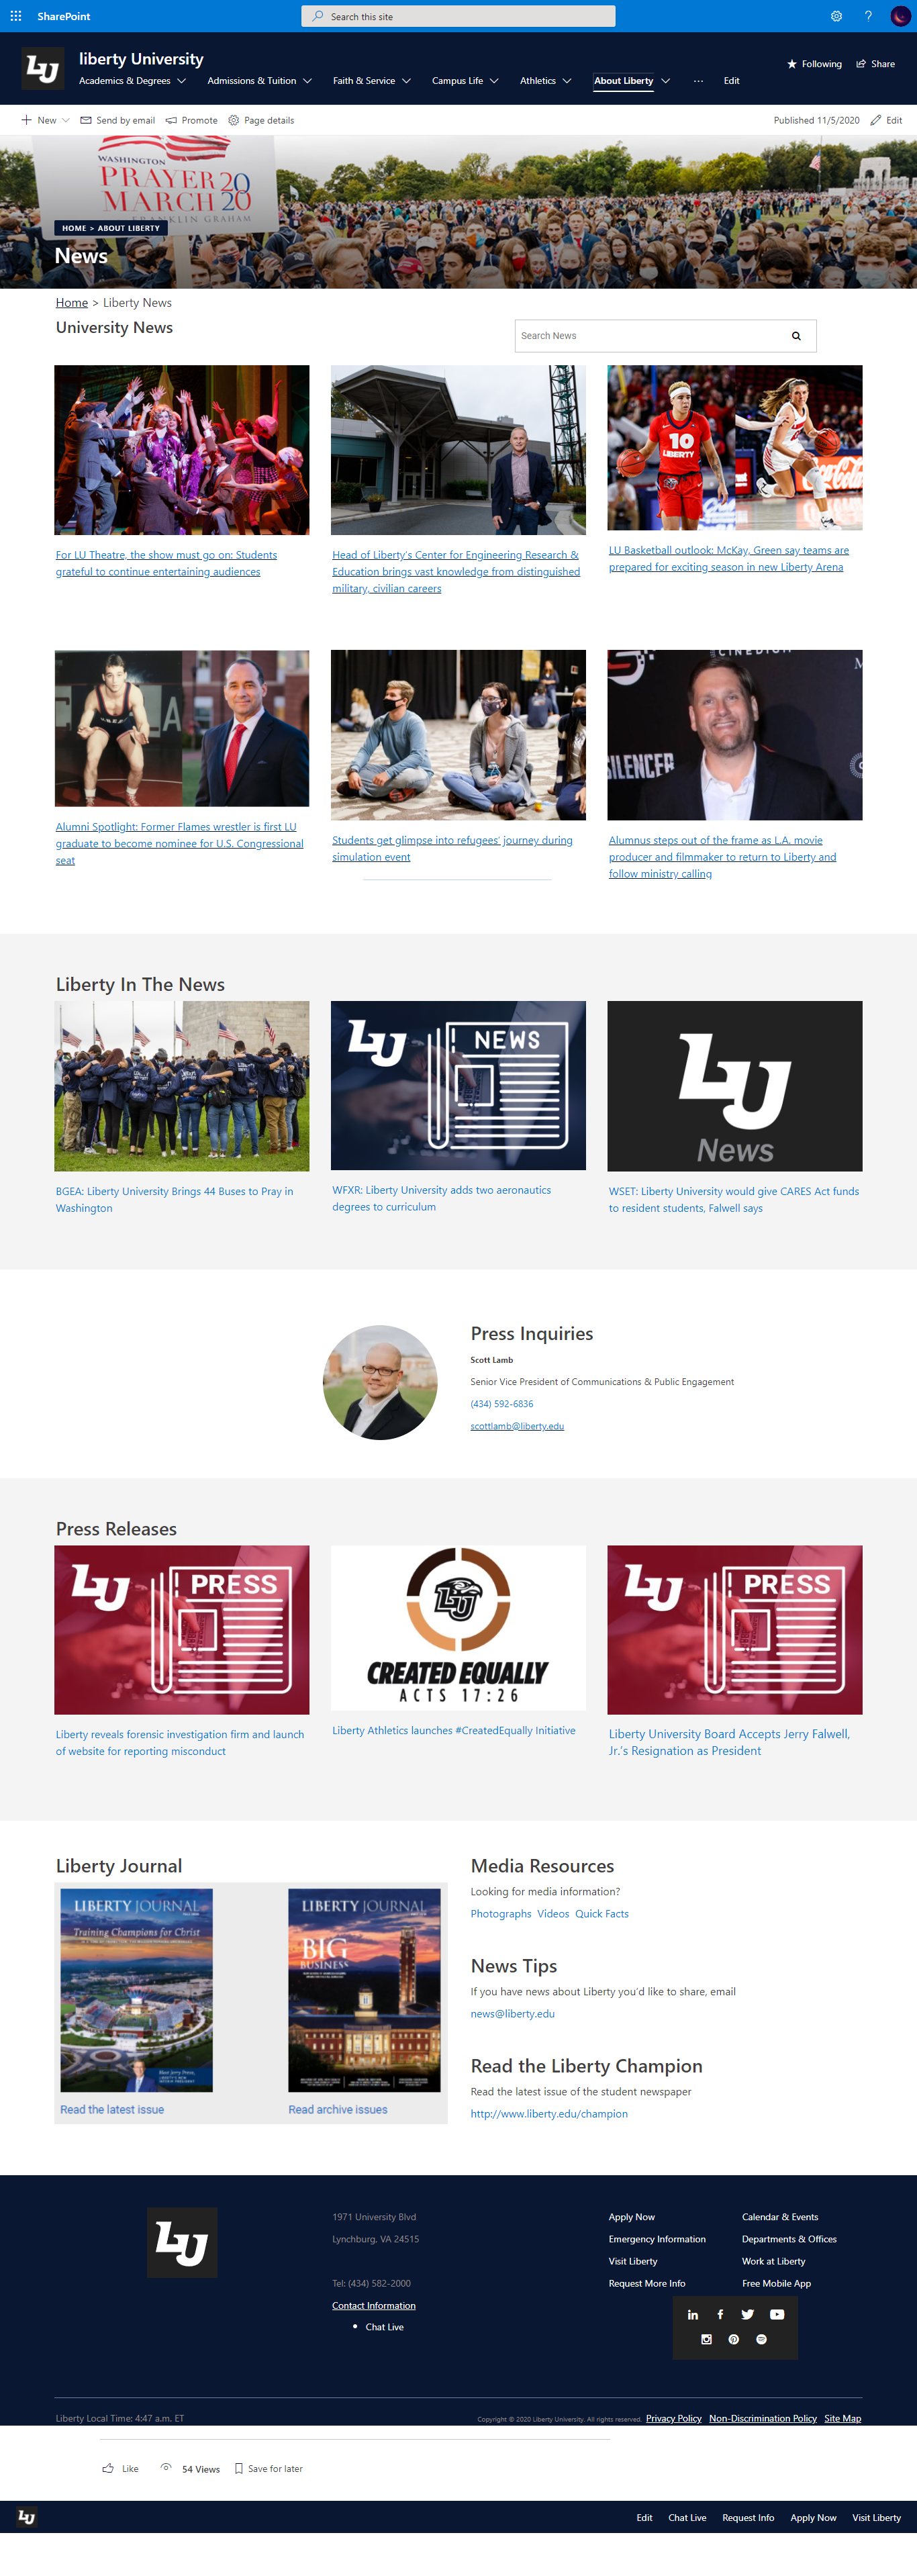 SharePoint
Search this site
?
LU
liberty University
Academics & Degrees
Admissions & Tuition
Faith & Service
Campus Life
Athletics
About Liberty
...
Edit
Following
Share
New
Send by email
Promote
Page details
Published 11/5/2020
Edit
WASHINGTON
PRAYER 20
MARCH 20
FRANKLIN GRAHAM
HOME > ABOUT LIBERTY
News
Home > Liberty News
University News
Search News
10
LIBERTY
Coca-Cola
For LU Theatre, the show must go on: Students
grateful to continue entertaining audiences
Head of Liberty's Center for Engineering Research &
Education brings vast knowledge from distinguished
military, civilian careers
LU Basketball outlook: McKay, Green say teams are
prepared for exciting season in new Liberty Arena
CINEDIGM
SILENCER
Alumni Spotlight: Former Flames wrestler is first LU
graduate to become nominee for U.S. Congressional
seat
Students get glimpse into refugees' journey during
simulation event
Alumnus steps out of the frame as L.A. movie
producer and filmmaker to return to Liberty and
follow ministry calling
Liberty In The News
LU NEWS
LU
News
BGEA: Liberty University Brings 44 Buses to Pray in
Washington
WFXR: Liberty University adds two aeronautics
degrees to curriculum
WSET: Liberty University would give CARES Act funds
to resident students, Falwell says
Press Inquiries
Scott Lamb
Senior Vice President of Communications & Public Engagement
(434) 592-6836
scottlamb@liberty.edu
Press Releases
LU PRESS
LU
CREATED EQUALLY
ACTS 17:26
LU PRESS
Liberty reveals forensic investigation firm and launch
of website for reporting misconduct
Liberty Athletics launches #CreatedEqually Initiative
Liberty University Board Accepts Jerry Falwell,
Jr.'s Resignation as President
Liberty Journal
LIBERTY JOURNAL
Training Champions for Christ
LIBERTY JOURNAL
BIG
BUSINESS
Read the latest issue
Read archive issues
Media Resources
Looking for media information?
Photographs Videos Quick Facts
News Tips
If you have news about Liberty you'd like to share, email
news@liberty.edu
Read the Liberty Champion
Read the latest issue of the student newspaper
http://www.liberty.edu/champion
LU
1971 University Blvd
Lynchburg, VA 24515
Tel: (434) 582-2000
Contact Information
Chat Live
Apply Now
Emergency Information
Visit Liberty
Request More Info
Calendar & Events
Departments & Offices
Work at Liberty
Free Mobile App
Liberty Local Time: 4:47 a.m. ET
Copyright © 2020 Liberty University. All rights reserved. Privacy Policy Non-Discrimination Policy Site Map
Like
54 Views
Save for later
LU
Edit
Chat Live
Request Info
Apply Now
Visit Liberty